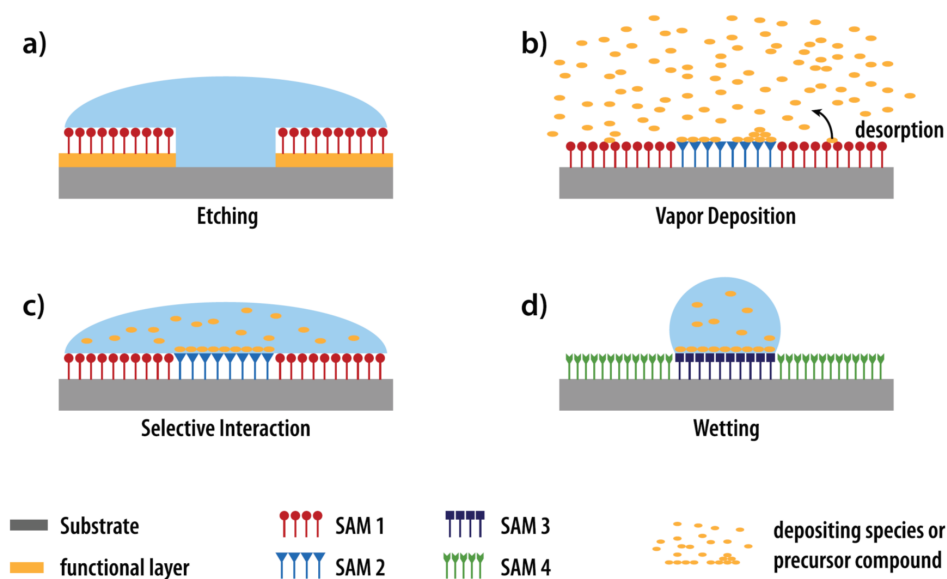 a)
b)
desorption
Etching
Vapor Deposition
c)
d)
Selective Interaction
Wetting
Substrate
SAM 1
SAM 3
depositing species or
precursor compound
functional layer
SAM 2
SAM 4